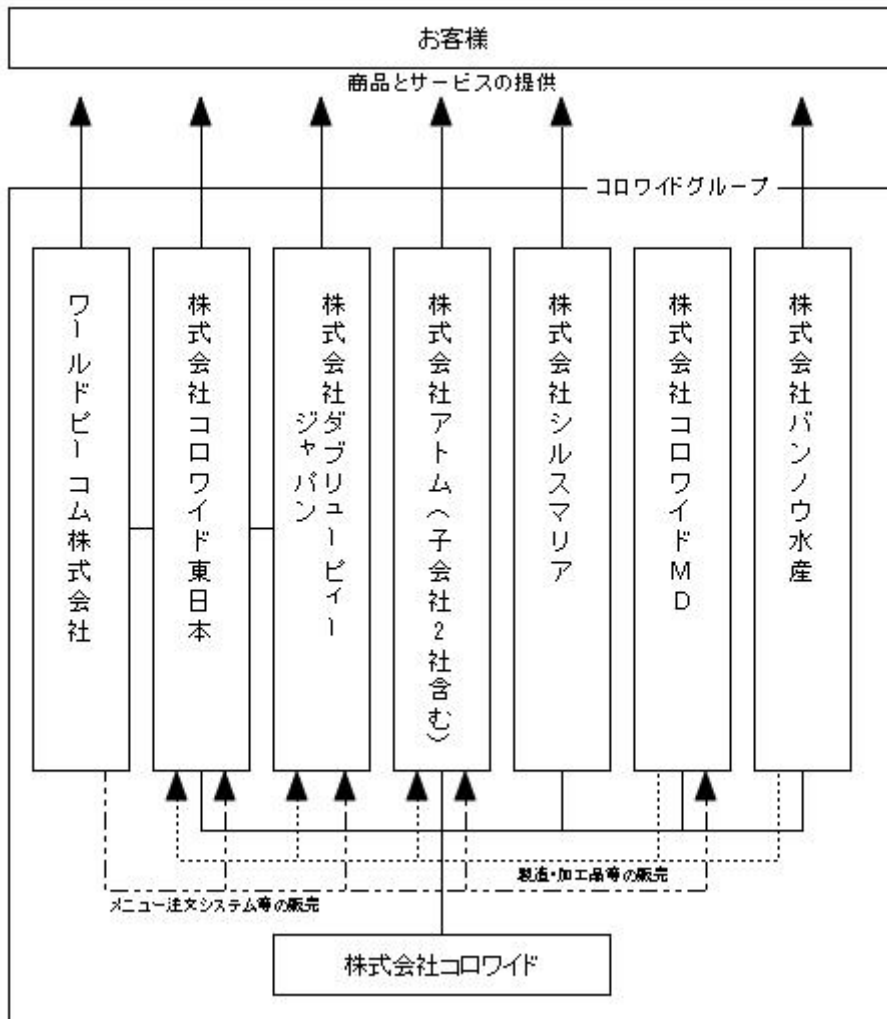 お客様
商品とサービスの提供
コロワイドグループ
ワールドピーコム株式会社
株式会社コロワイド東日本
株式会社ダブリューピィー
ジャパン
株式会社アトム(子会社2社含む)
株式会社シルスマリア
株式会社コロワイドMD
株式会社バンノウ水産
製造・加工品等の販売
メニュー注文システム等の販売
株式会社コロワイド